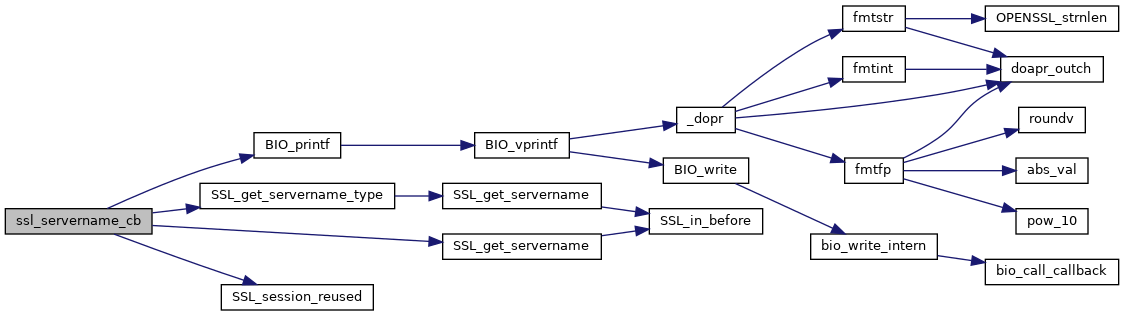 fmtstr
OPENSSL_strnlen
fmtint
doapr_outch
_dopr
roundv
BIO_printf
BIO_vprintf
BIO_write
fmtfp
abs_val
SSL_get_servername_type
SSL_get_servername
ssl_servername_cb
SSL_in_before
pow_10
SSL_get_servername
bio_write_intern
bio_call_callback
SSL_session_reused